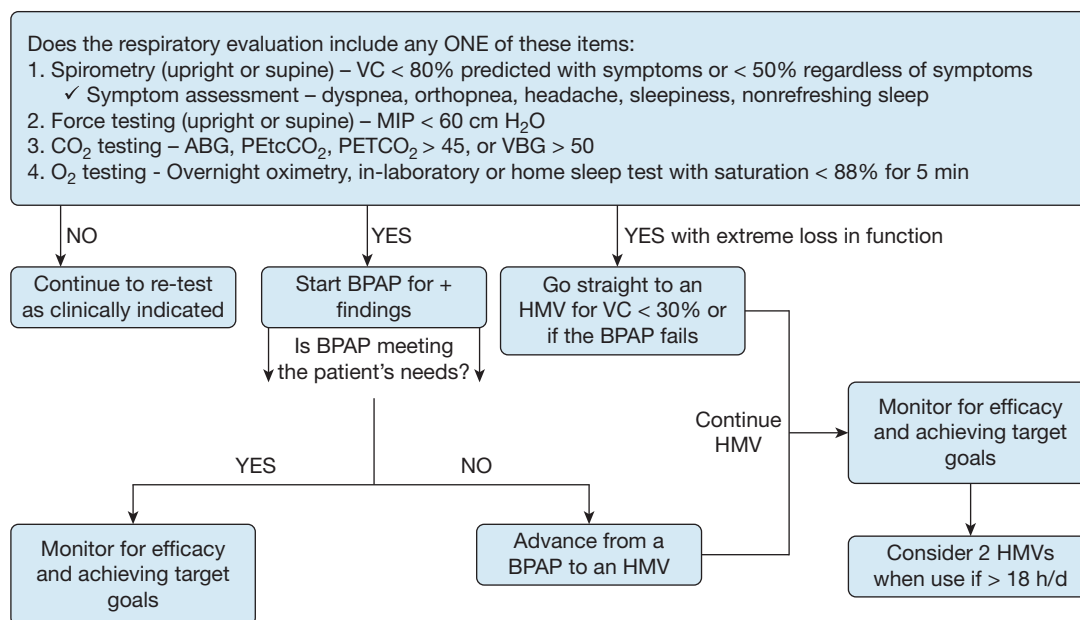 Does the respiratory evaluation include any ONE of these items:
1. Spirometry (upright or supine) – VC < 80% predicted with symptoms or < 50% regardless of symptoms
✓ Symptom assessment – dyspnea, orthopnea, headache, sleepiness, nonrefreshing sleep
2. Force testing (upright or supine) – MIP < 60 cm H₂O
3. CO₂ testing – ABG, PEtcCO₂, PETCO₂ > 45, or VBG > 50
4. O₂ testing - Overnight oximetry, in-laboratory or home sleep test with saturation < 88% for 5 min
NO
YES
YES with extreme loss in function
Continue to re-test
as clinically indicated
Start BPAP for +
findings
Go straight to an
HMV for VC < 30% or
if the BPAP fails
Is BPAP meeting
the patient's needs?
Continue
HMV
Monitor for efficacy
and achieving target
goals
YES
NO
Monitor for efficacy
and achieving target
goals
Advance from a
BPAP to an HMV
Consider 2 HMVs
when use if > 18 h/d